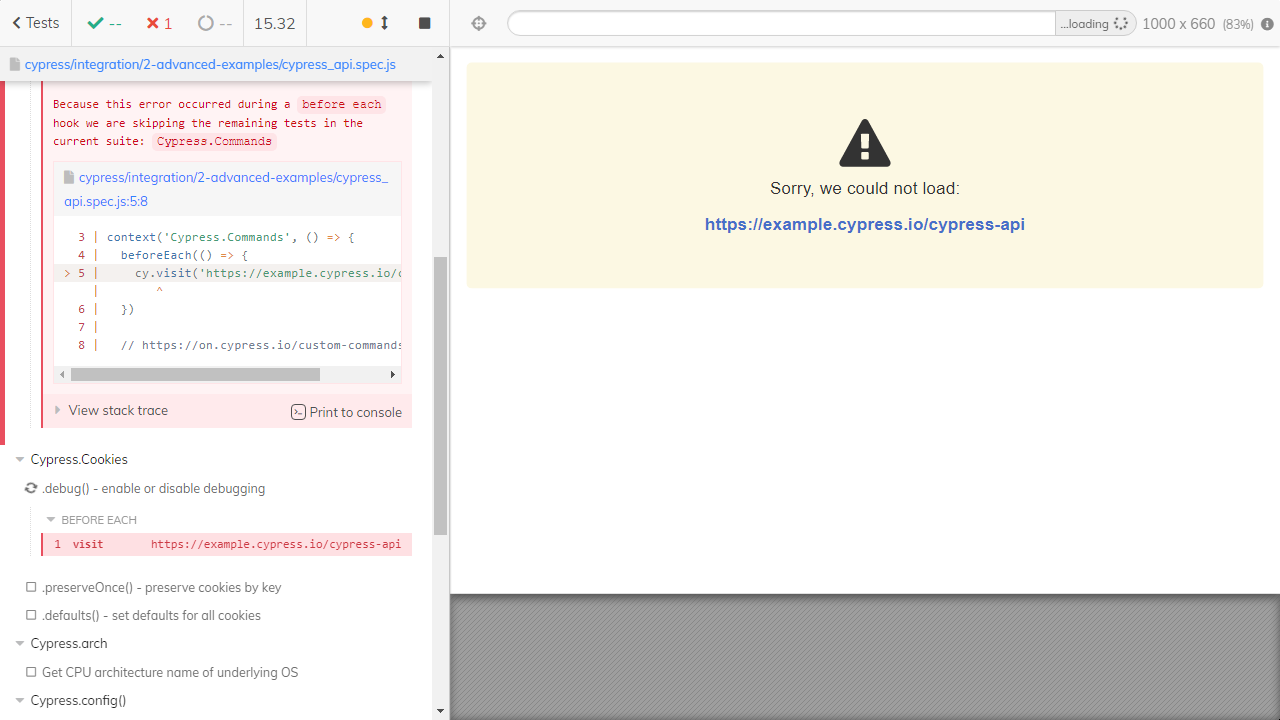 Tests
--
1
--
15.32
...loading
1000 x 660 (83%)
cypress/integration/2-advanced-examples/cypress_api.spec.js
Because this error occurred during a before each
hook we are skipping the remaining tests in the
current suite: Cypress.Commands
cypress/integration/2-advanced-examples/cypress_
api.spec.js:5:8
3 | context('Cypress.Commands', () => {
4 |   beforeEach(() => {
> 5 |     cy.visit('https://example.cypress.io/c
|        ^
6 |   })
7 |
8 |   // https://on.cypress.io/custom-commands
View stack trace
Print to console
Cypress.Cookies
.debug() - enable or disable debugging
BEFORE EACH
1 visit https://example.cypress.io/cypress-api
.preserveOnce() - preserve cookies by key
.defaults() - set defaults for all cookies
Cypress.arch
Get CPU architecture name of underlying OS
Cypress.config()
Sorry, we could not load:
https://example.cypress.io/cypress-api